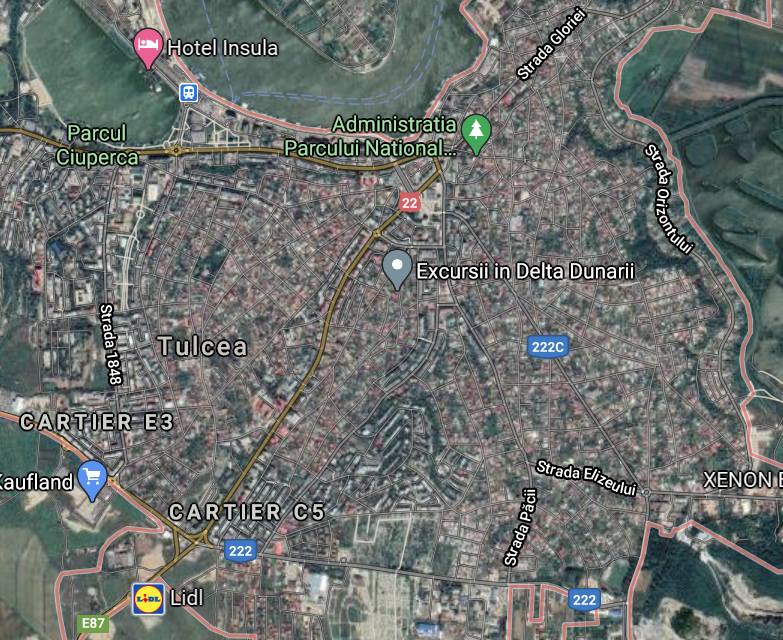 Strada Gloriei
Hotel Insula
Parcul
Ciuperca
Administratia
Parcului National...
Strada Orizontului
22
Excursii in Delta Dunarii
Strada 1848
Tulcea
222C
CARTIER E3
Kaufland
Strada Elizeului
XENON E
CARTIER C5
Strada Păcii
222
LIDL
Lidl
222
E87